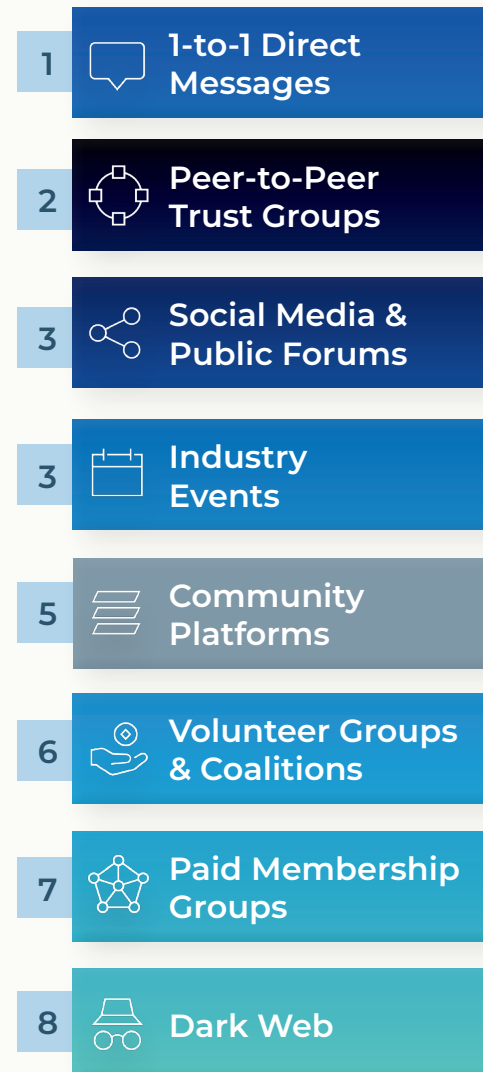 1
1-to-1 Direct
Messages
2
Peer-to-Peer
Trust Groups
3
Social Media &
Public Forums
3
Industry
Events
5
Community
Platforms
6
Volunteer Groups
& Coalitions
7
Paid Membership
Groups
8
Dark Web